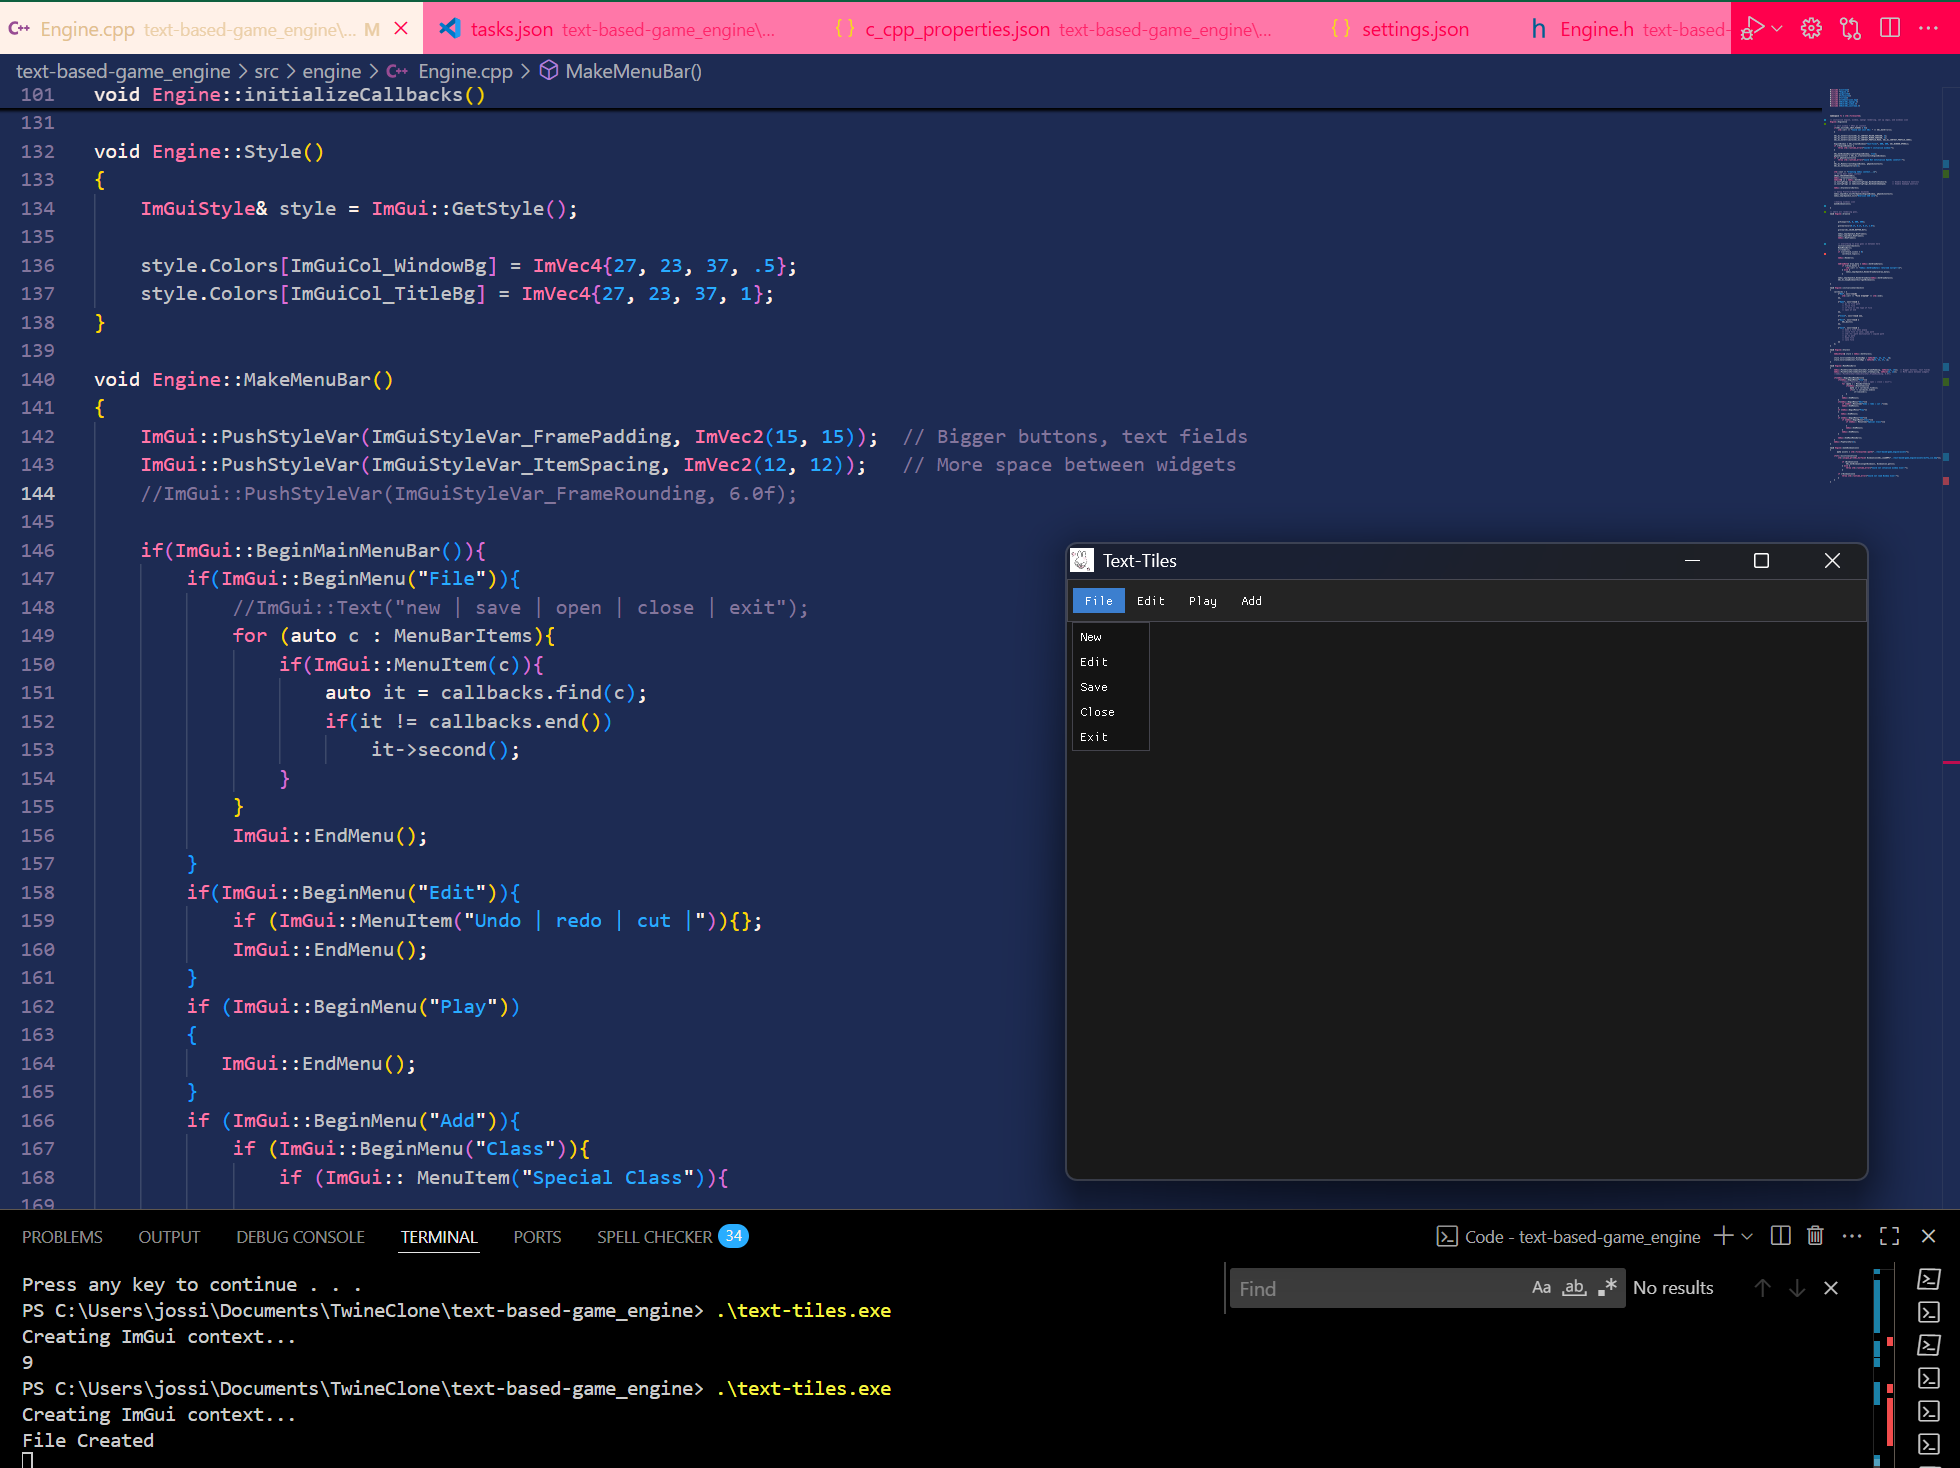 Engine.cpp text-based-game_engine\... M
tasks.json text-based-game_engine\...
{ } c_cpp_properties.json text-based-game_engine\...
{ } settings.json
h Engine.h text-based-
text-based-game_engine > src > engine > Engine.cpp > MakeMenuBar()
101 void Engine::initializeCallbacks()
131
132 void Engine::Style()
133 {
134 ImGuiStyle& style = ImGui::GetStyle();
135
136 style.Colors[ImGuiCol_WindowBg] = ImVec4{27, 23, 37, .5};
137 style.Colors[ImGuiCol_TitleBg] = ImVec4{27, 23, 37, 1};
138 }
139
140 void Engine::MakeMenuBar()
141 {
142 ImGui::PushStyleVar(ImGuiStyleVar_FramePadding, ImVec2(15, 15)); // Bigger buttons, text fields
143 ImGui::PushStyleVar(ImGuiStyleVar_ItemSpacing, ImVec2(12, 12)); // More space between widgets
144 //ImGui::PushStyleVar(ImGuiStyleVar_FrameRounding, 6.0f);
145
146 if(ImGui::BeginMainMenuBar()){
147 if(ImGui::BeginMenu("File")){
148 //ImGui::Text("new | save | open | close | exit");
149 for (auto c : MenuBarItems){
150 if(ImGui::MenuItem(c)){
151 auto it = callbacks.find(c);
152 if(it != callbacks.end())
153 it->second();
154 }
155 }
156 ImGui::EndMenu();
157 }
158 if(ImGui::BeginMenu("Edit")){
159 if (ImGui::MenuItem("Undo | redo | cut |")){};
160 ImGui::EndMenu();
161 }
162 if (ImGui::BeginMenu("Play"))
163 {
164 ImGui::EndMenu();
165 }
166 if (ImGui::BeginMenu("Add")){
167 if (ImGui::BeginMenu("Class")){
168 if (ImGui:: MenuItem("Special Class")){
169
Text-Tiles
File Edit Play Add
New
Edit
Save
Close
Exit
PROBLEMS OUTPUT DEBUG CONSOLE TERMINAL PORTS SPELL CHECKER 34
Code - text-based-game_engine
Find Aa ab .* No results
Press any key to continue . . .
PS C:\Users\jossi\Documents\TwineClone\text-based-game_engine> .\text-tiles.exe
Creating ImGui context...
9
PS C:\Users\jossi\Documents\TwineClone\text-based-game_engine> .\text-tiles.exe
Creating ImGui context...
File Created